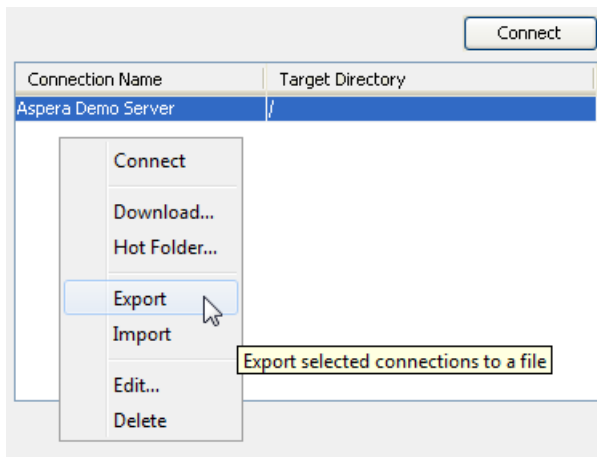 Connect
Connection Name Target Directory
Aspera Demo Server /
Connect
Download...
Hot Folder...
Export
Import
Export selected connections to a file
Edit...
Delete